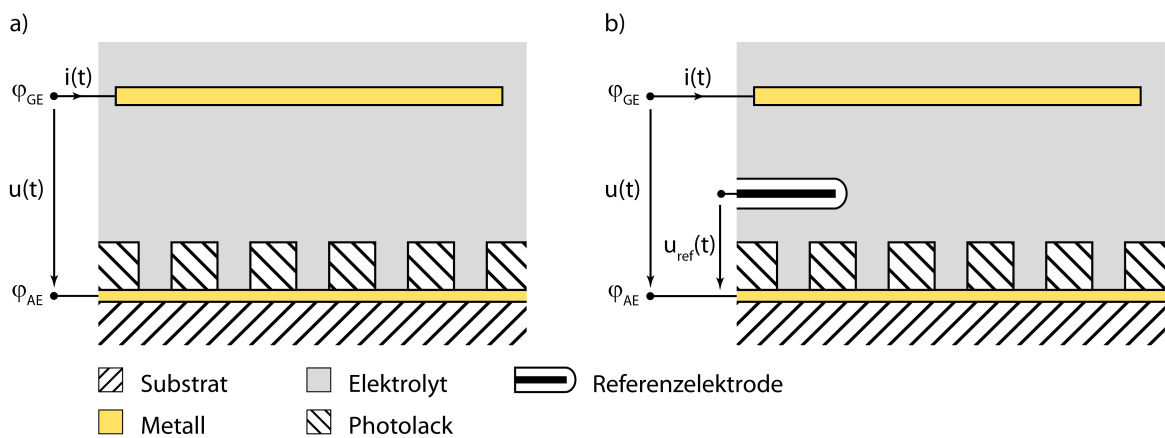 a)
b)
i(t)
i(t)
φGE
φGE
u(t)
u(t)
uref(t)
φAE
φAE
Substrat
Elektrolyt
Referenzelektrode
Metall
Photolack